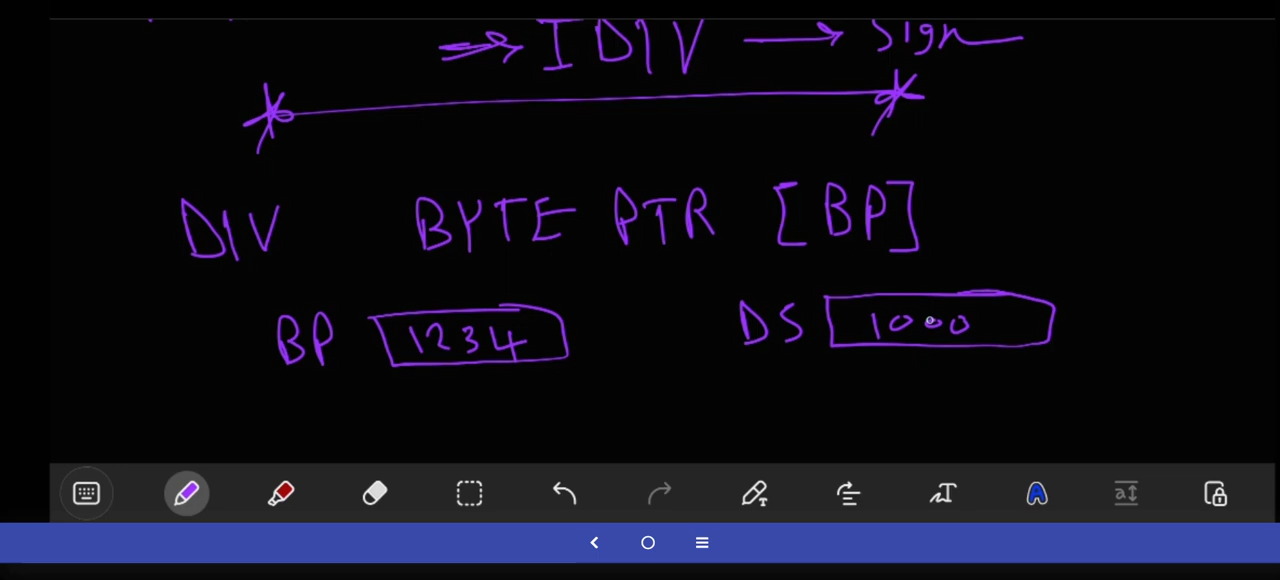 ⇒ IDIV → Sign
DIV BYTE PTR [BP]
BP 1234 DS 1000